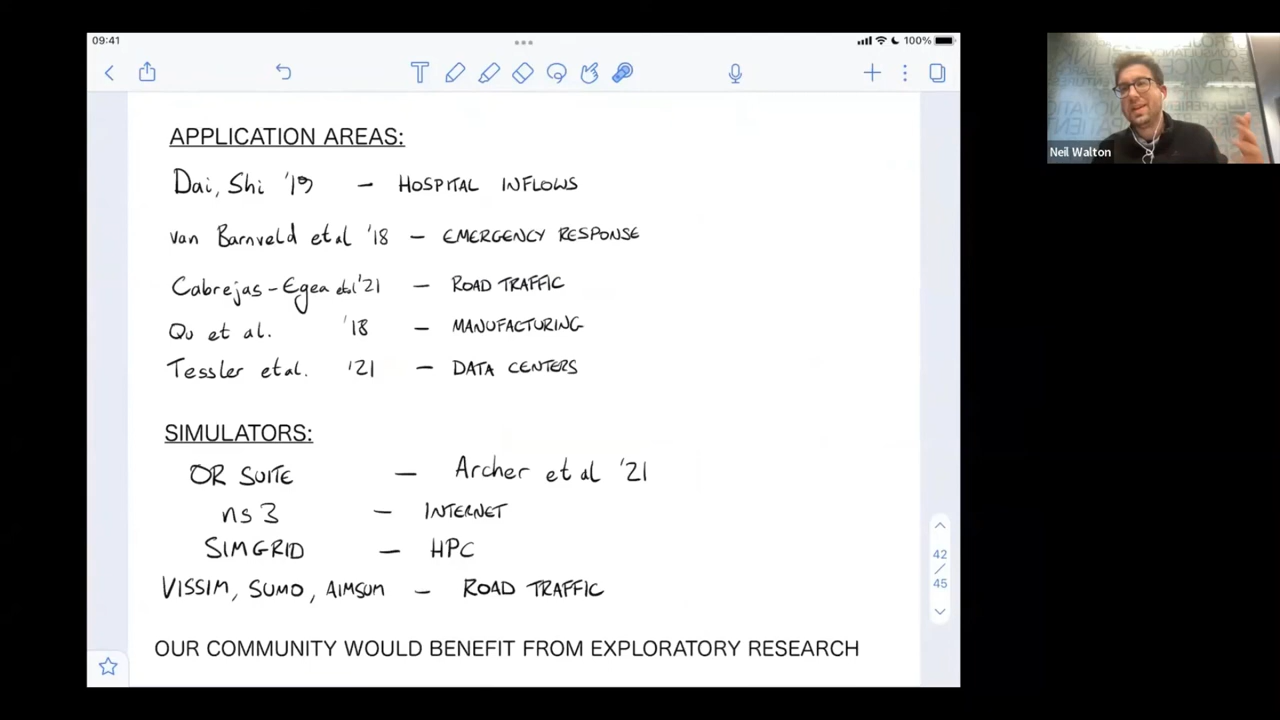 09:41
100%
APPLICATION AREAS:
Dai, Shi '19 — HOSPITAL INFLOWS
van Barnveld et al '18 — EMERGENCY RESPONSE
Cabrejas-Egea et al '21 — ROAD TRAFFIC
Qu et al. '18 — MANUFACTURING
Tessler et al. '21 — DATA CENTERS
SIMULATORS:
OR SUITE — Archer et al '21
ns3 — INTERNET
SIMGRID — HPC
VISSIM, SUMO, AIMSUM — ROAD TRAFFIC
OUR COMMUNITY WOULD BENEFIT FROM EXPLORATORY RESEARCH
42
/
45
ADVICE
Neil Walton